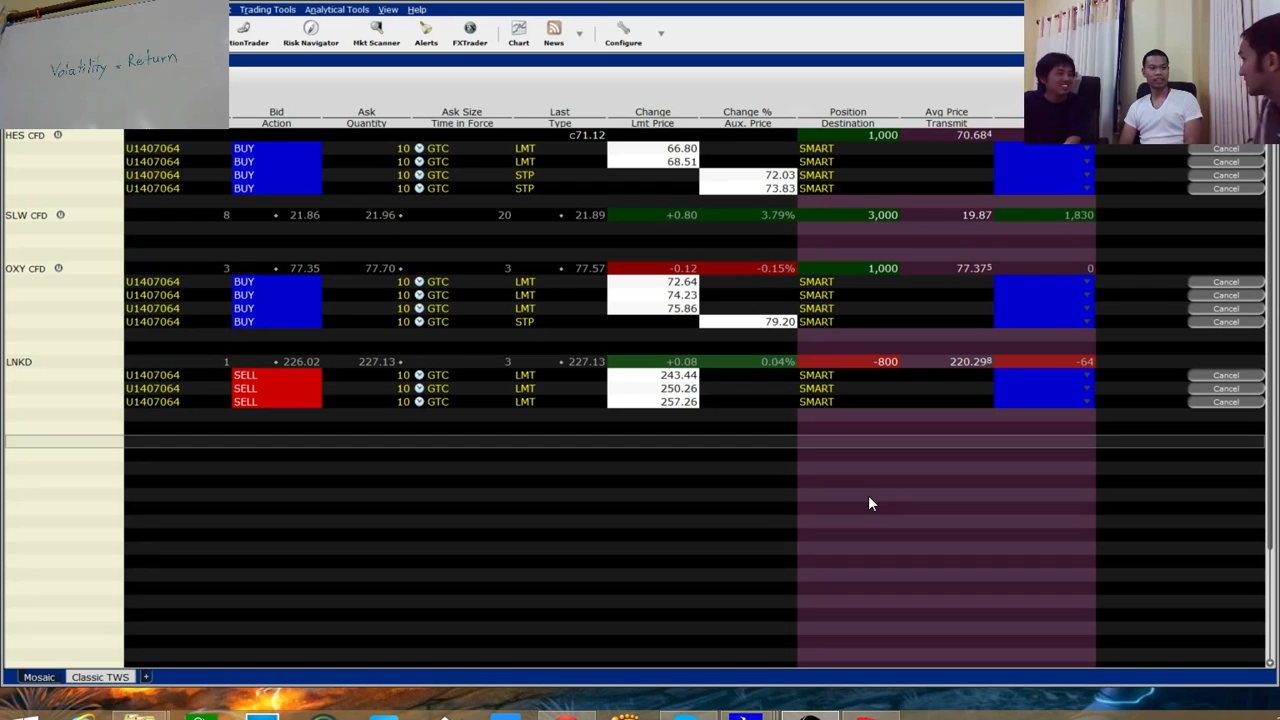 Trading Tools Analytical Tools View Help
Volatility = Return
tionTrader Risk Navigator Mkt Scanner Alerts FXTrader Chart News Configure
Bid Ask Ask Size Last Change Change % Position Avg Price
Action Quantity Time in Force Type Lmt Price Aux. Price Destination Transmit
HES CFD c71.12 1,000 70.68⁴
U1407064 BUY 10 GTC LMT 66.80 SMART Cancel
U1407064 BUY 10 GTC LMT 68.51 SMART Cancel
U1407064 BUY 10 GTC STP 72.03 SMART Cancel
U1407064 BUY 10 GTC STP 73.83 SMART Cancel
SLW CFD 8 • 21.86 21.96 • 20 • 21.89 +0.80 3.79% 3,000 19.87 1,830
OXY CFD 3 • 77.35 77.70 • 3 • 77.57 -0.12 -0.15% 1,000 77.37⁵ 0
U1407064 BUY 10 GTC LMT 72.64 SMART Cancel
U1407064 BUY 10 GTC LMT 74.23 SMART Cancel
U1407064 BUY 10 GTC LMT 75.86 SMART Cancel
U1407064 BUY 10 GTC STP 79.20 SMART Cancel
LNKD 1 • 226.02 227.13 • 3 • 227.13 +0.08 0.04% -800 220.29⁸ -64
U1407064 SELL 10 GTC LMT 243.44 SMART Cancel
U1407064 SELL 10 GTC LMT 250.26 SMART Cancel
U1407064 SELL 10 GTC LMT 257.26 SMART Cancel
Mosaic Classic TWS +